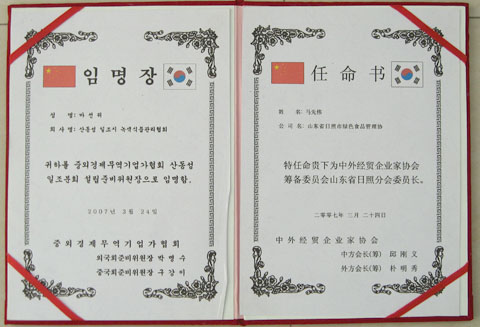 임명장
성 명: 마선위
회 사 명: 산동성 일조시 녹색식품관리협회
귀하를 중외경제무역기업가협회 산동성
일조분회 설립준비위원장으로 임명함.
2007년 3월 24일
중외경제무역기업가협회
외국회준비위원장 박명수
중국회준비위원장 구강이
任命书
姓 名: 马先
公司名: 山东省日照市绿色食品管理协
特任命贵下为中外经贸企业家协会
筹备委员会山东省日照分会委员长。
二零零七年 三月 二十四日
中外经贸企业家协会
中方会长(筹) 邱刚文
外方会长(筹) 朴明秀